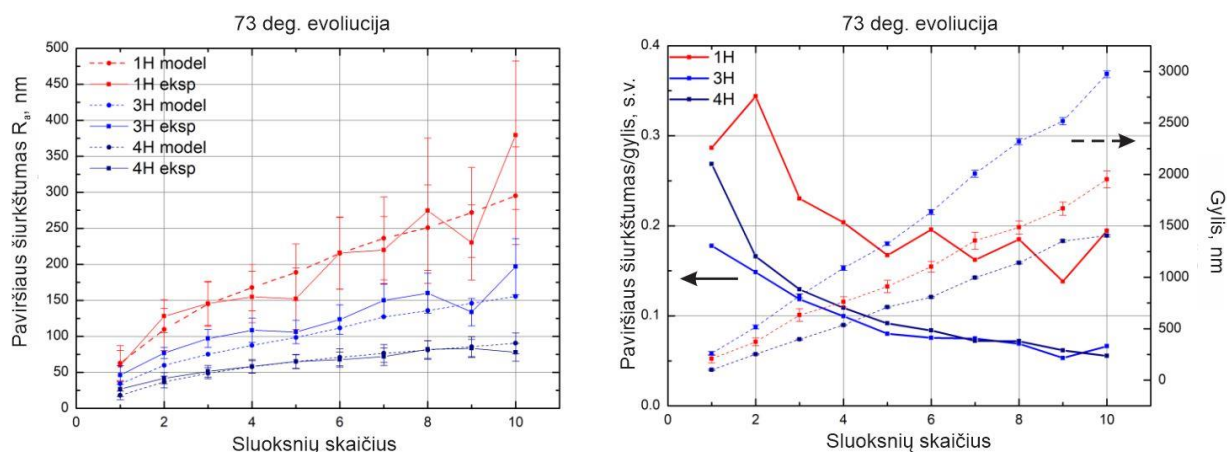 73 deg. evoliucija
Paviršiaus šiurkštumas Ra, nm
500
450
400
350
300
250
200
150
100
50
0
1H model
1H eksp
3H model
3H eksp
4H model
4H eksp
0 2 4 6 8 10
Sluoksnių skaičius
73 deg. evoliucija
Paviršiaus šiurkštumas/gylis, s.v.
0.4
0.3
0.2
0.1
0.0
1H
3H
4H
3000
2500
2000
1500
1000
500
0
Gylis, nm
0 2 4 6 8 10
Sluoksnių skaičius